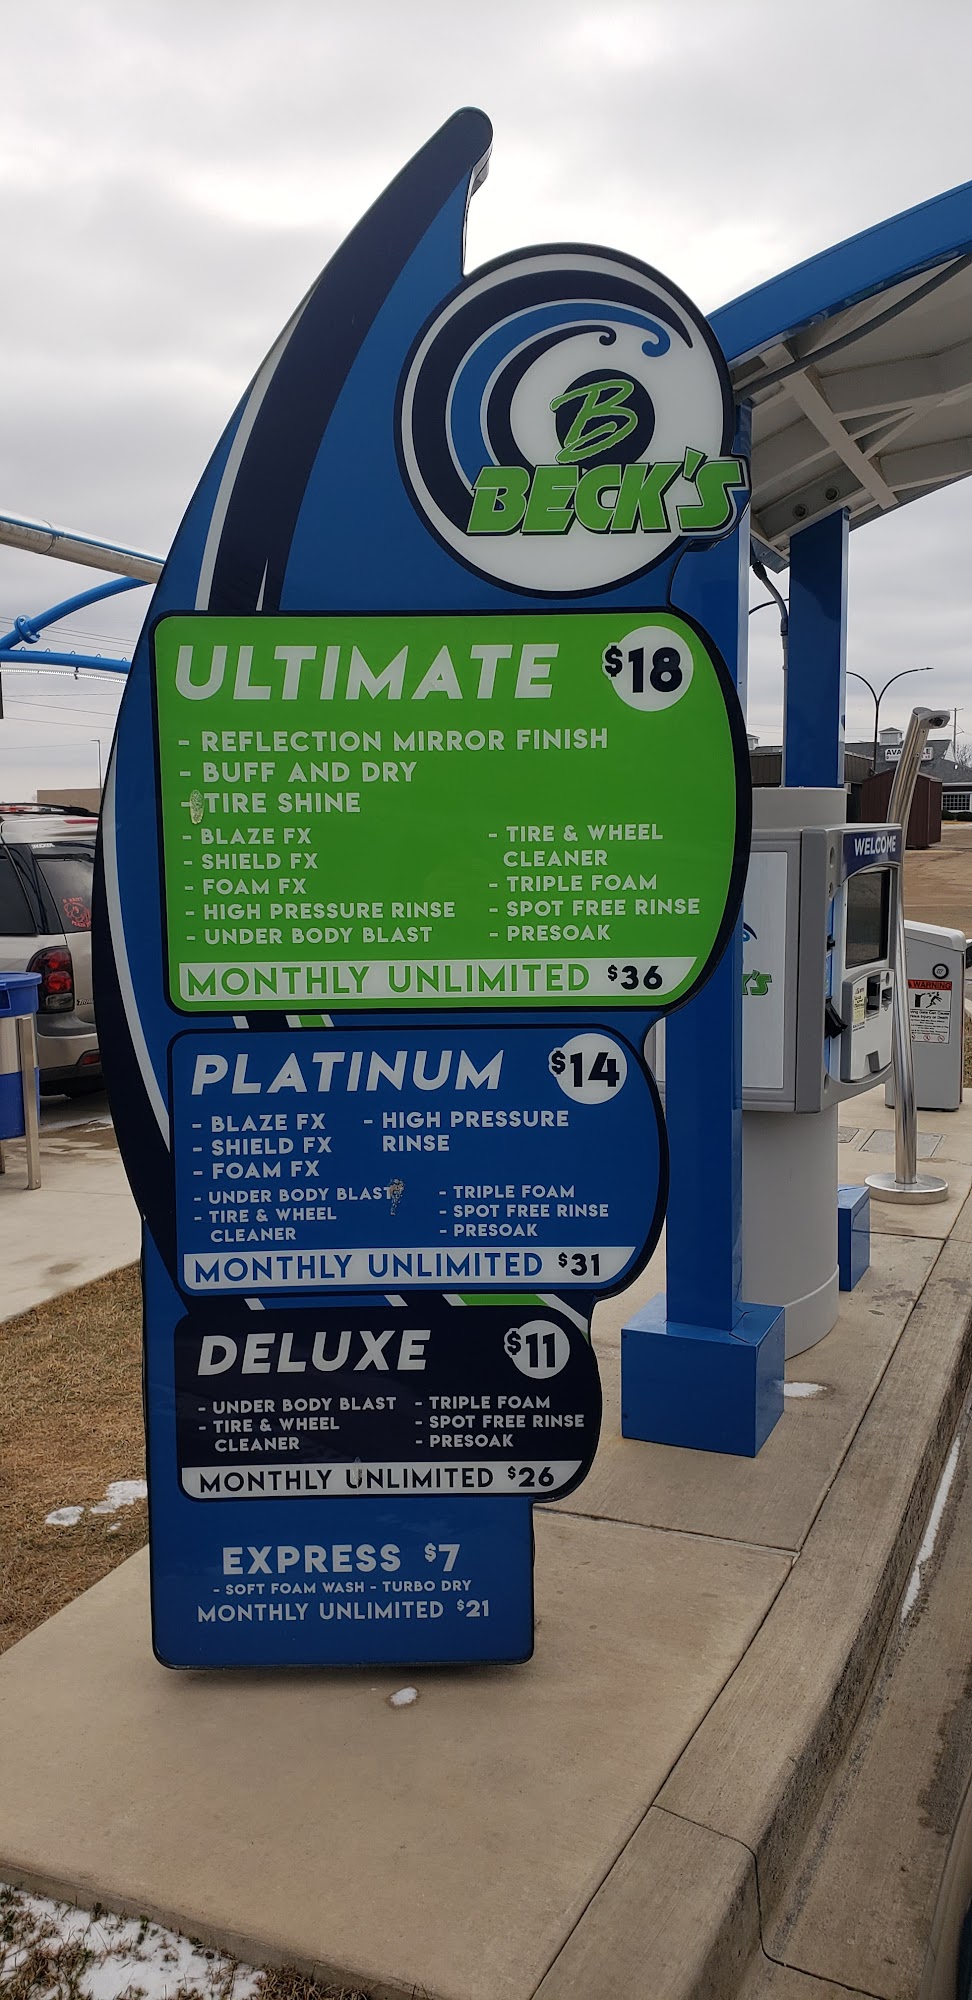 B
BECK'S
ULTIMATE $18
- REFLECTION MIRROR FINISH
- BUFF AND DRY
- TIRE SHINE
- BLAZE FX
- SHIELD FX
- FOAM FX
- HIGH PRESSURE RINSE
- UNDER BODY BLAST
- TIRE & WHEEL
CLEANER
- TRIPLE FOAM
- SPOT FREE RINSE
- PRESOAK
MONTHLY UNLIMITED $36
PLATINUM $14
- BLAZE FX
- SHIELD FX
- FOAM FX
- HIGH PRESSURE
RINSE
- UNDER BODY BLAST
- TIRE & WHEEL
CLEANER
- TRIPLE FOAM
- SPOT FREE RINSE
- PRESOAK
MONTHLY UNLIMITED $31
DELUXE $11
- UNDER BODY BLAST
- TIRE & WHEEL
CLEANER
- TRIPLE FOAM
- SPOT FREE RINSE
- PRESOAK
MONTHLY UNLIMITED $26
EXPRESS $7
- SOFT FOAM WASH - TURBO DRY
MONTHLY UNLIMITED $21
WELCOME
WARNING